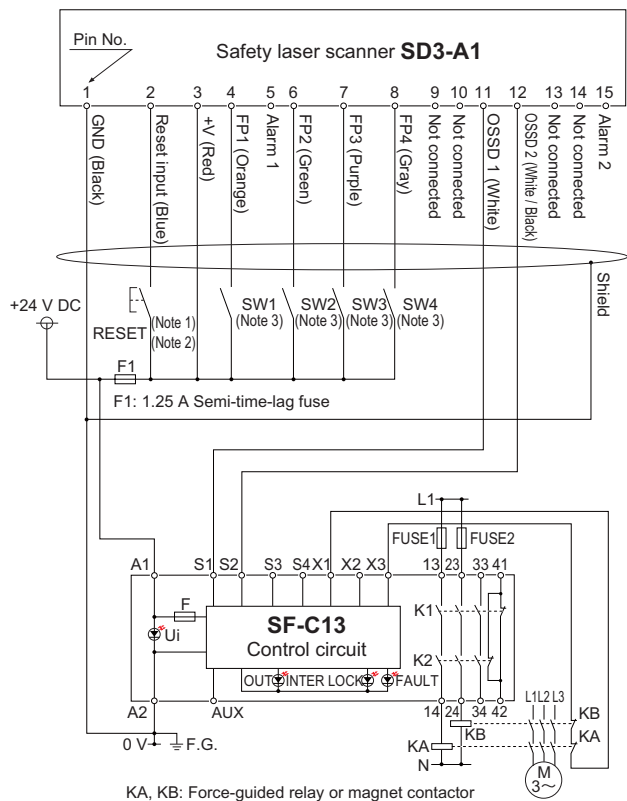 Pin No.
Safety laser scanner SD3-A1
1 2 3 4 5 6 7 8 9 10 11 12 13 14 15
GND (Black)
Reset input (Blue)
+V (Red)
FP1 (Orange)
Alarm 1
FP2 (Green)
FP3 (Purple)
FP4 (Gray)
Not connected
Not connected
OSSD 1 (White)
OSSD 2 (White / Black)
Not connected
Not connected
Alarm 2
Shield
+24 V DC
RESET
(Note 1)
(Note 2)
SW1
(Note 3)
SW2
(Note 3)
SW3
(Note 3)
SW4
(Note 3)
F1
F1: 1.25 A Semi-time-lag fuse
L1
FUSE1
FUSE2
A1 S1 S2 S3 S4 X1 X2 X3 13 23 33 41
F
Ui
SF-C13
Control circuit
OUT
INTER LOCK
FAULT
K1
K2
A2 AUX 14 24 34 42
L1 L2 L3
KB
KB
KA
KA
0 V
F.G.
N
M
3~
KA, KB: Force-guided relay or magnet contactor